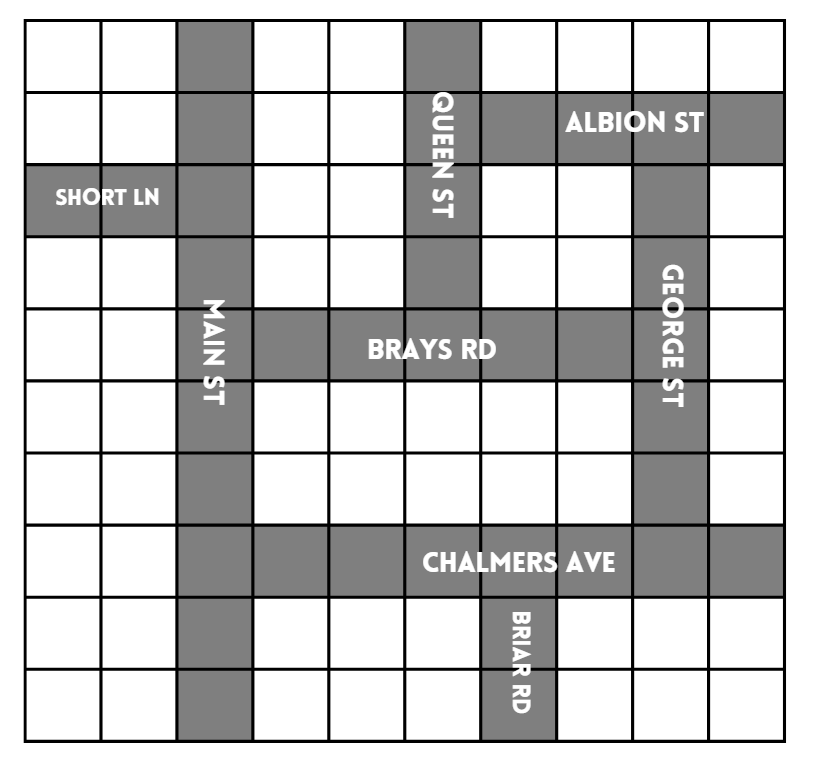 QUEEN ST
ALBION ST
SHORT LN
GEORGE ST
MAIN ST
BRAYS RD
CHALMERS AVE
BRIAR RD